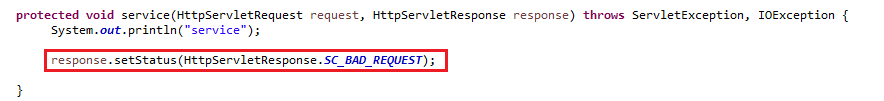 protected void service(HttpServletRequest request, HttpServletResponse response) throws ServletException, IOException {
System.out.println("service");
response.setStatus(HttpServletResponse.SC_BAD_REQUEST);
}